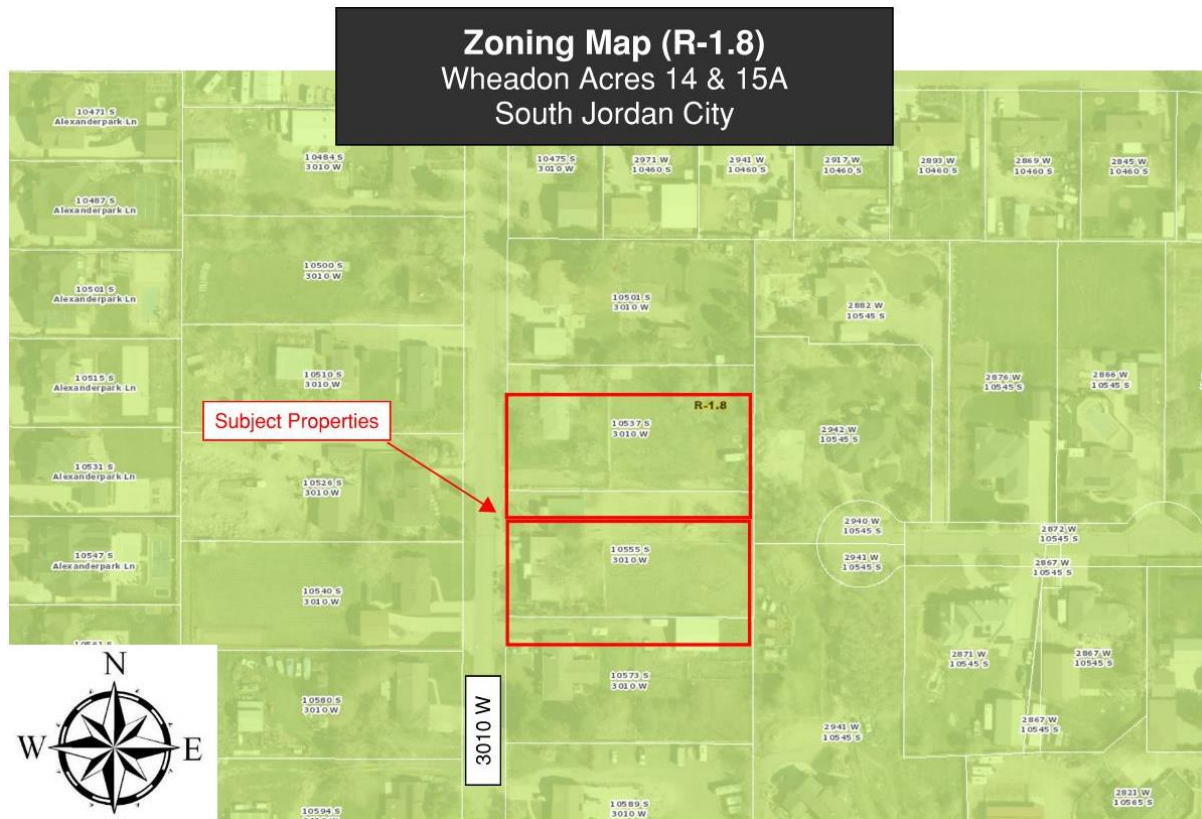 Zoning Map (R-1.8)
Wheadon Acres 14 & 15A
South Jordan City
10471 S
Alexanderpark Ln
10484 S
3010 W
10475 S
3010 W
2971 W
10460 S
2941 W
10460 S
2917 W
10460 S
2893 W
10460 S
2869 W
10460 S
2845 W
10460 S
10487 S
Alexanderpark Ln
10500 S
3010 W
10501 S
Alexanderpark Ln
10501 S
3010 W
2882 W
10545 S
10515 S
Alexanderpark Ln
10510 S
3010 W
2876 W
10545 S
2866 W
10545 S
R-1.8
Subject Properties
10537 S
3010 W
2942 W
10545 S
10531 S
Alexanderpark Ln
10526 S
3010 W
2940 W
10545 S
2872 W
10545 S
10547 S
Alexanderpark Ln
10555 S
3010 W
2941 W
10545 S
2867 W
10545 S
10540 S
3010 W
10561 S
N
W
E
10573 S
3010 W
2871 W
10545 S
2867 W
10545 S
10580 S
3010 W
3010 W
2941 W
10545 S
2867 W
10545 S
10594 S
10589 S
3010 W
2821 W
10565 S